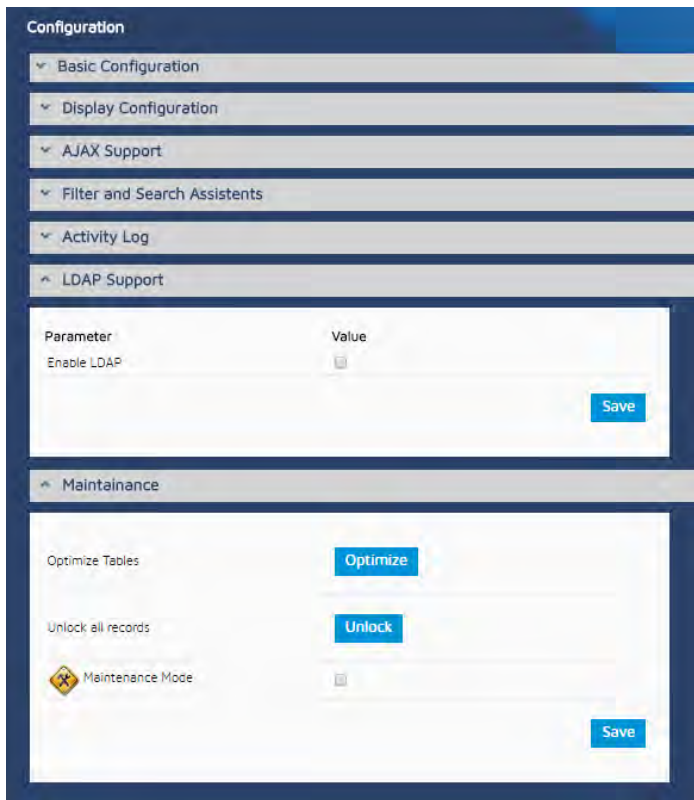 Configuration
Basic Configuration
Display Configuration
AJAX Support
Filter and Search Assistents
Activity Log
LDAP Support
Parameter Value
Enable LDAP
Save
Maintainance
Optimize Tables Optimize
Unlock all records Unlock
Maintenance Mode
Save